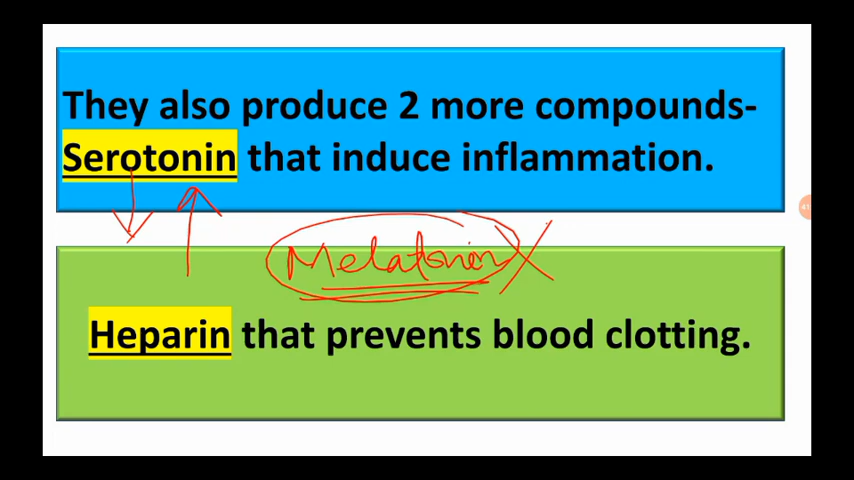 They also produce 2 more compounds-
Serotonin that induce inflammation.
Melatonin
Heparin that prevents blood clotting.